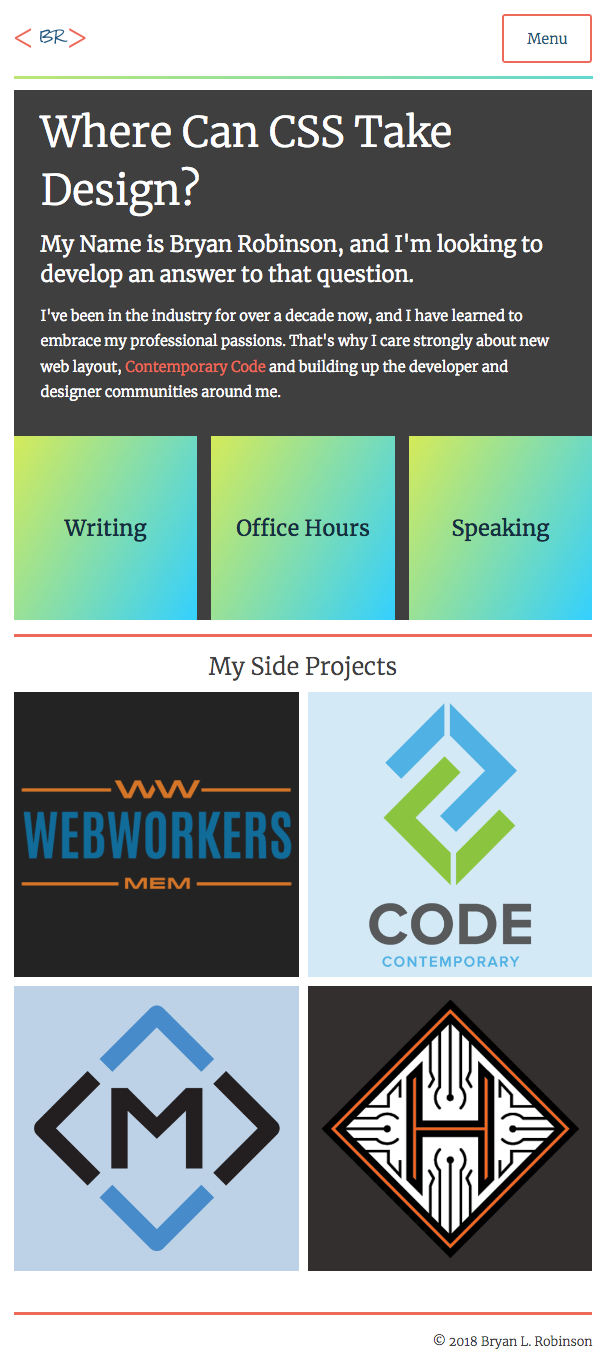 < BR >
Menu
Where Can CSS Take
Design?
My Name is Bryan Robinson, and I'm looking to
develop an answer to that question.
I've been in the industry for over a decade now, and I have learned to
embrace my professional passions. That's why I care strongly about new
web layout, Contemporary Code and building up the developer and
designer communities around me.
Writing
Office Hours
Speaking
My Side Projects
WW
WEBWORKERS
MEM
CODE
CONTEMPORARY
<M>
H
© 2018 Bryan L. Robinson